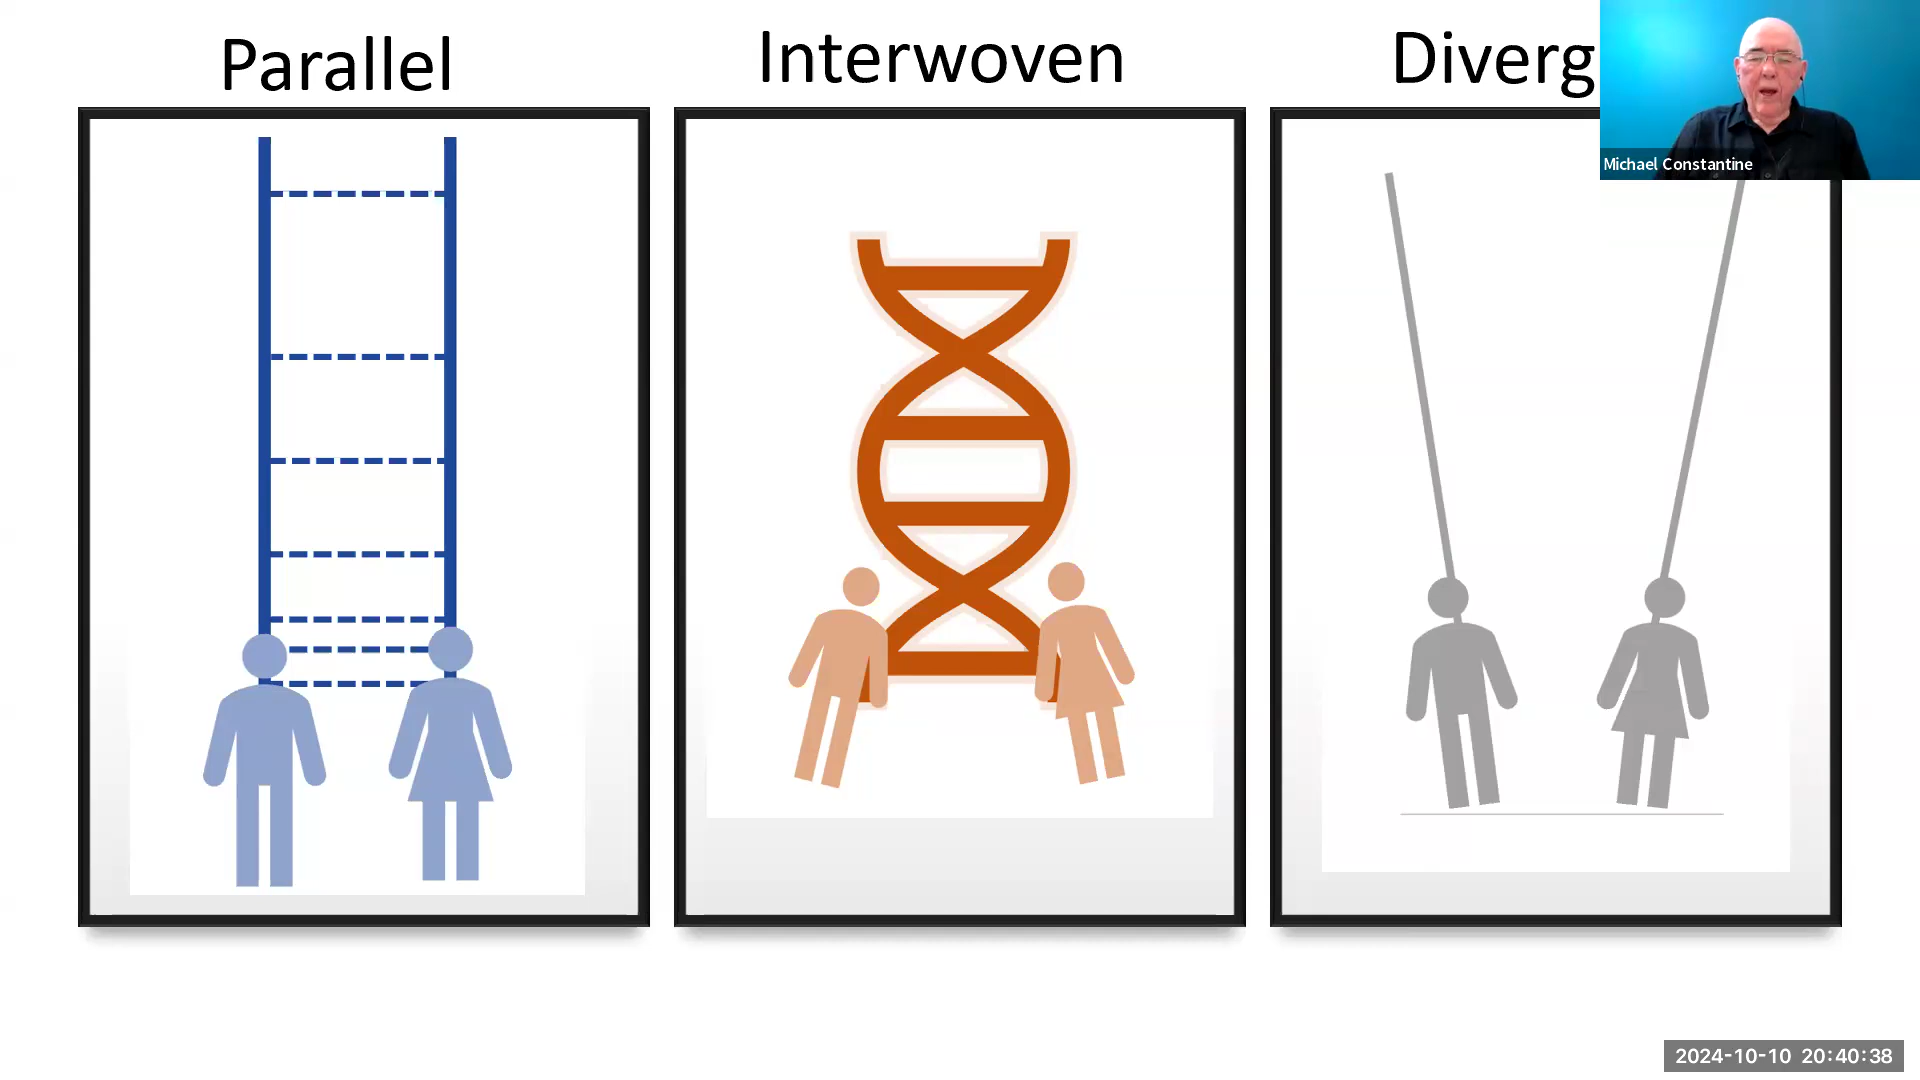 Parallel
Interwoven
Diverg
Michael Constantine
2024-10-10 20:40:38